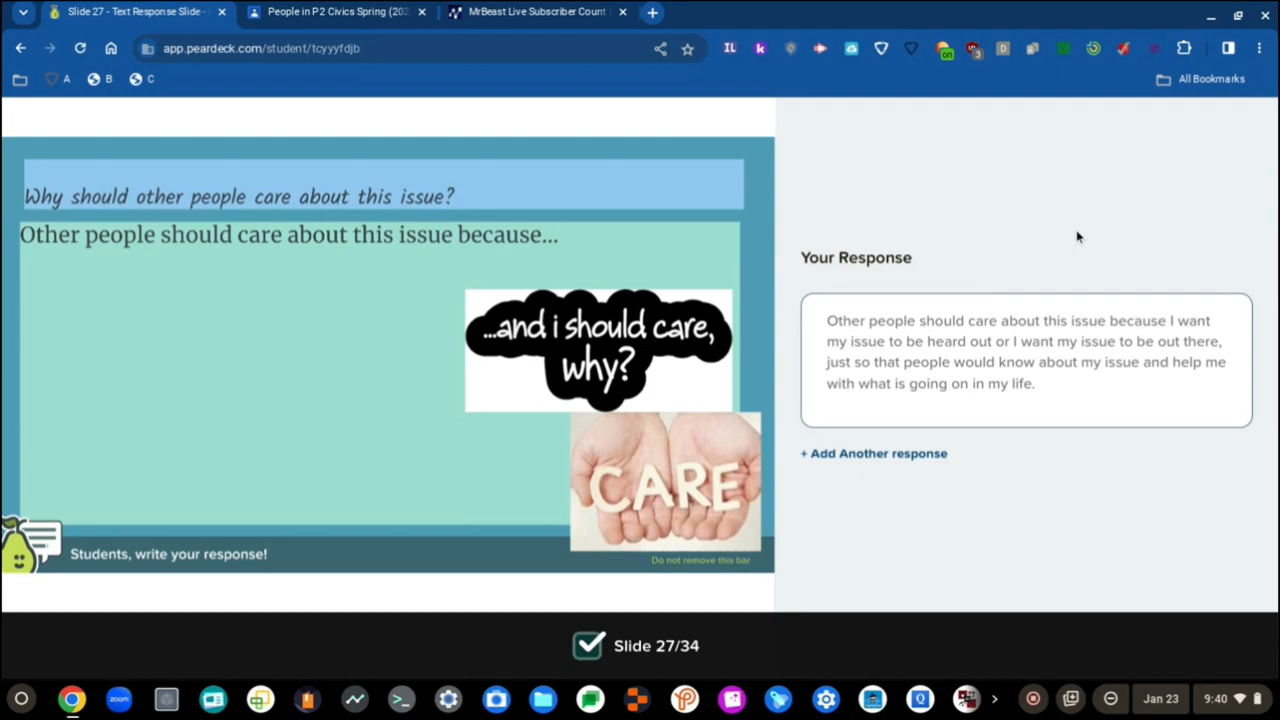 Slide 27 - Text Response Slide -
People in P2 Civics Spring (202
MrBeast Live Subscriber Count
app.peardeck.com/student/tcyyyfdjb
IL
k
on
3
D
A
B
C
All Bookmarks
Why should other people care about this issue?
Other people should care about this issue because...
...and i should care,
why?
CARE
Students, write your response!
Do not remove this bar
Your Response
Other people should care about this issue because I want
my issue to be heard out or I want my issue to be out there,
just so that people would know about my issue and help me
with what is going on in my life.
+ Add Another response
Slide 27/34
zoom
Q
Jan 23
9:40